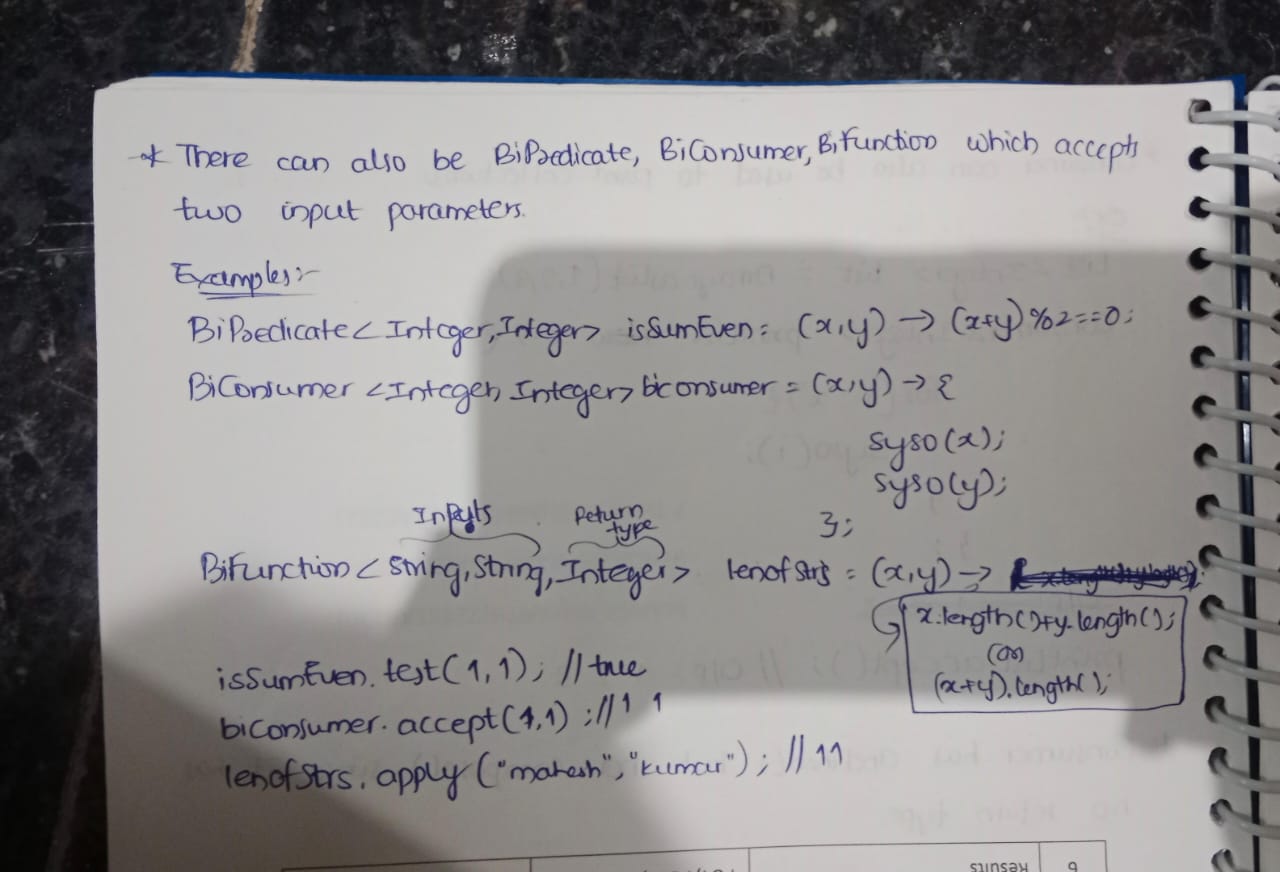 * There can also be BiPredicate, BiConsumer, BiFunction which accepts
two input parameters.
Examples:-
BiPredicate<Integer,Integer> isSumEven = (x,y) → (x+y)%2==0;
BiConsumer <Integer, Integer> biconsumer = (x,y) → {
syso(x);
syso(y);
};
Inputs Return type
BiFunction < String, String, Integer> lenofStrs = (x,y) →
x.length()+y.length();
(or)
(x+y).length();
isSumEven.test(1,1); //true
biConsumer.accept(1,1); //1 1
lenofStrs.apply("mahesh","kumar"); //11
Results 6